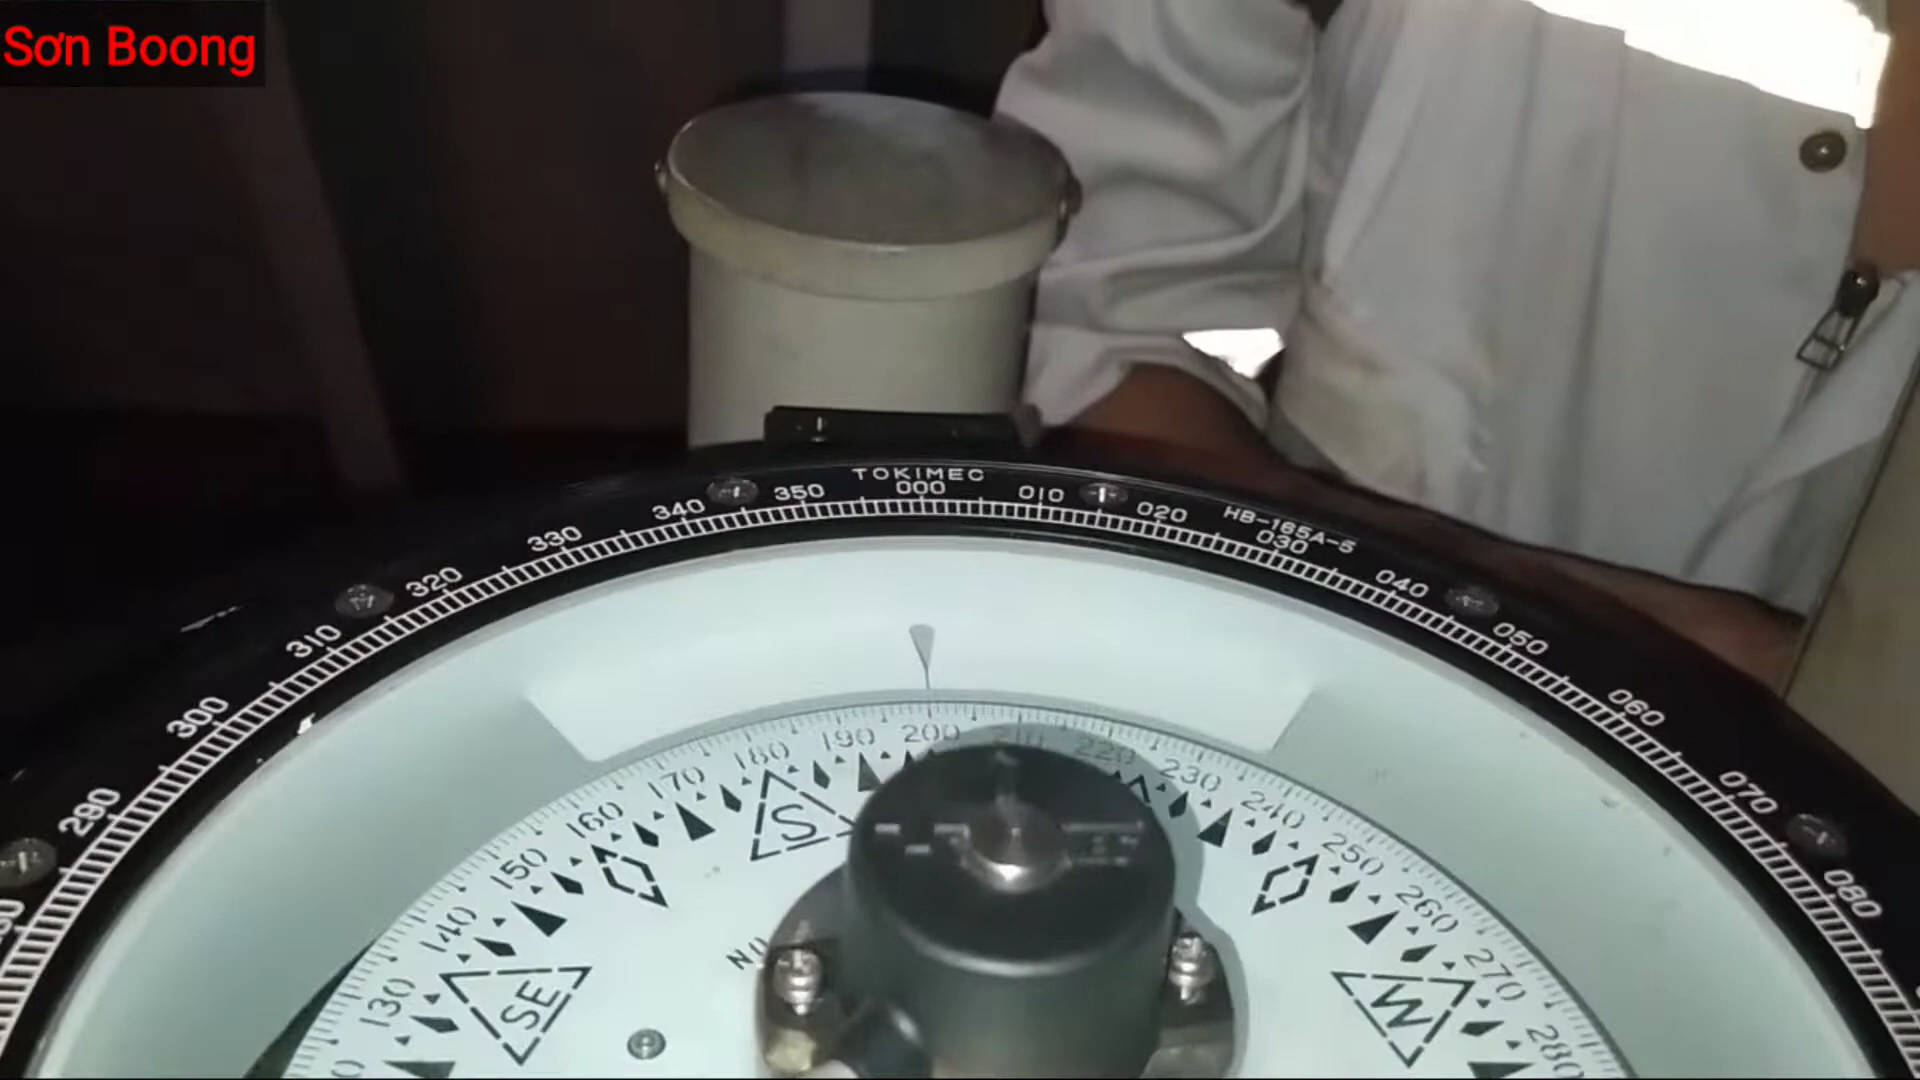 Sơn Boong
TOKIMEC
HB-165A-5
290 300 310 320 330 340 350 000 010 020 030 040 050 060 070 080
130 140 150 160 170 180 190 200 210 220 230 240 250 260 270 280
SE S W